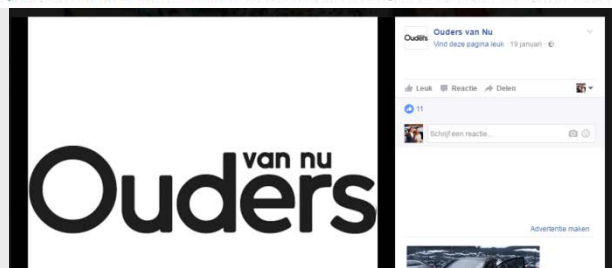 van nu
Ouders
Ouders
Ouders van Nu
Vind deze pagina leuk · 19 januari ·
Leuk Reactie Delen
11
Schrijf een reactie...
Advertentie maken